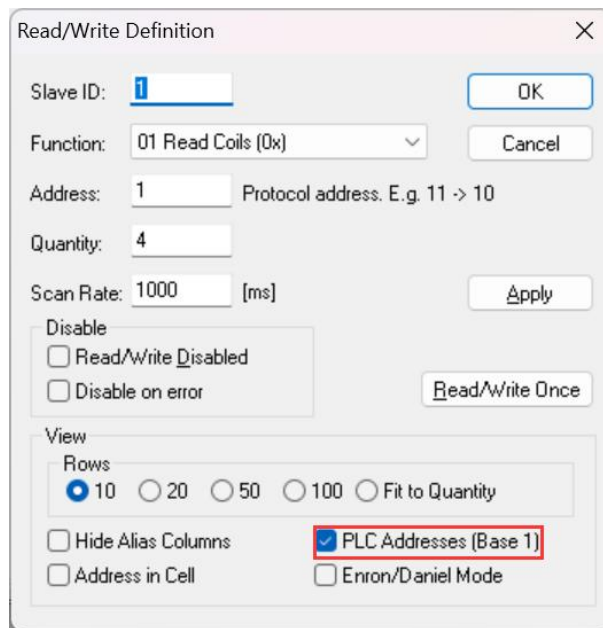 Read/Write Definition
Slave ID: 1
OK
Function: 01 Read Coils (0x)
Cancel
Address: 1 Protocol address. E.g. 11 -> 10
Quantity: 4
Scan Rate: 1000 [ms]
Apply
Disable
Read/Write Disabled
Disable on error
Read/Write Once
View
Rows
10 20 50 100 Fit to Quantity
Hide Alias Columns PLC Addresses (Base 1)
Address in Cell Enron/Daniel Mode